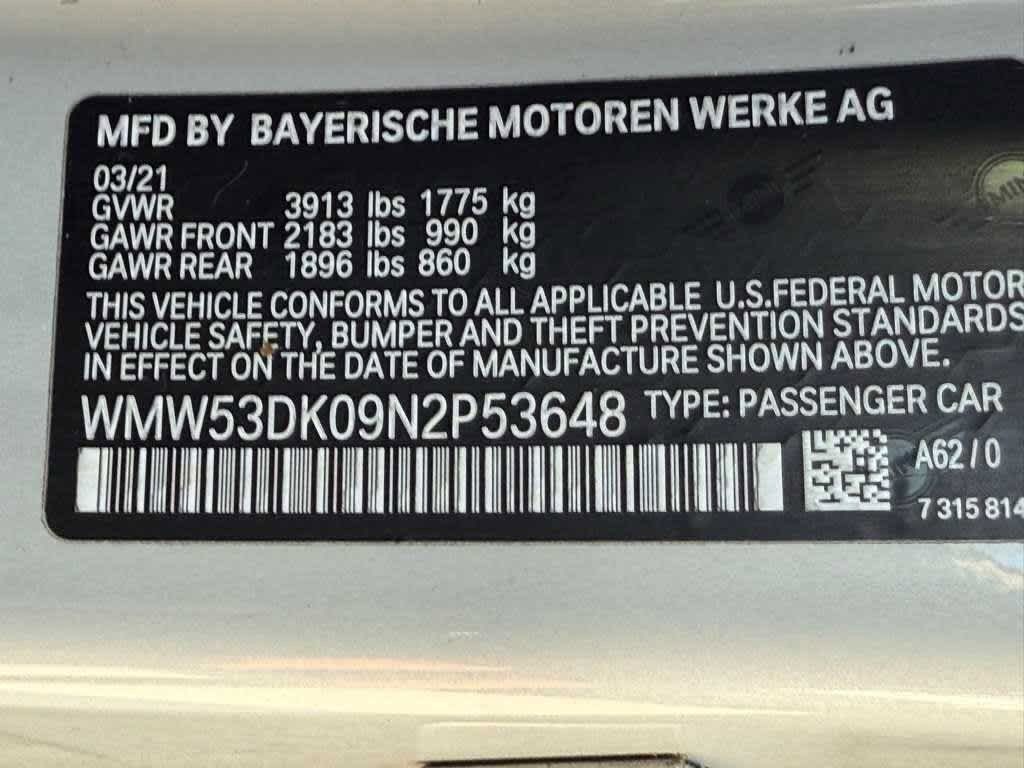 MFD BY BAYERISCHE MOTOREN WERKE AG
03/21
GVWR 3913 lbs 1775 kg
GAWR FRONT 2183 lbs 990 kg
GAWR REAR 1896 lbs 860 kg
THIS VEHICLE CONFORMS TO ALL APPLICABLE U.S.FEDERAL MOTOR
VEHICLE SAFETY, BUMPER AND THEFT PREVENTION STANDARDS
IN EFFECT ON THE DATE OF MANUFACTURE SHOWN ABOVE.
WMW53DK09N2P53648 TYPE: PASSENGER CAR
A62/0
7 315 814